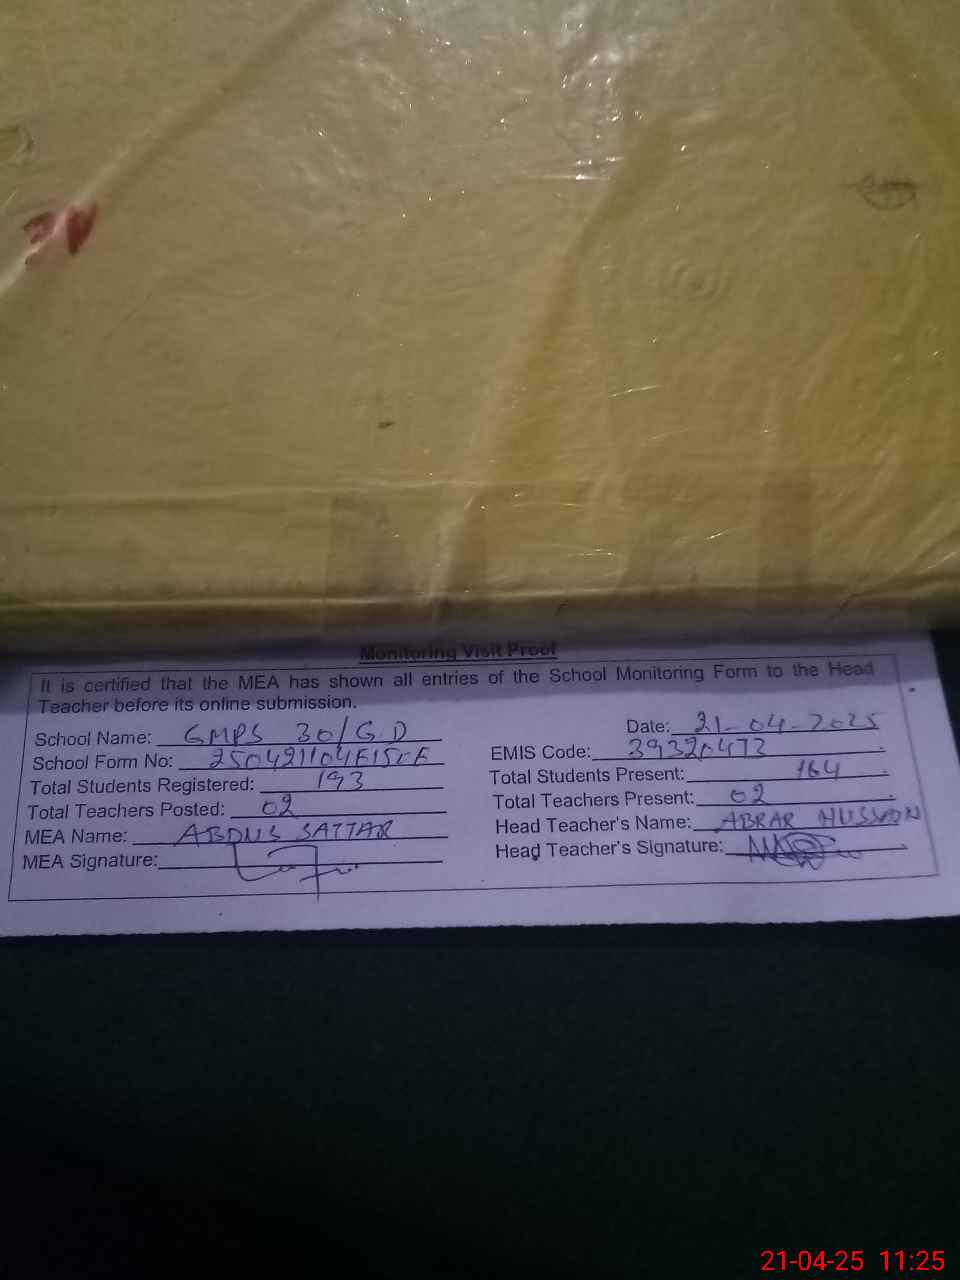 Monitoring Visit Proof
It is certified that the MEA has shown all entries of the School Monitoring Form to the Head
Teacher before its online submission.
School Name: GMPS 30/G.D Date: 21-04-2025
School Form No: EMIS Code: 39320473
Total Students Registered: 193 Total Students Present: 164
Total Teachers Posted: 02 Total Teachers Present: 02
MEA Name: ABDUS SATTAR Head Teacher's Name: ABRAR HUSSAIN
MEA Signature: Head Teacher's Signature:
21-04-25 11:25